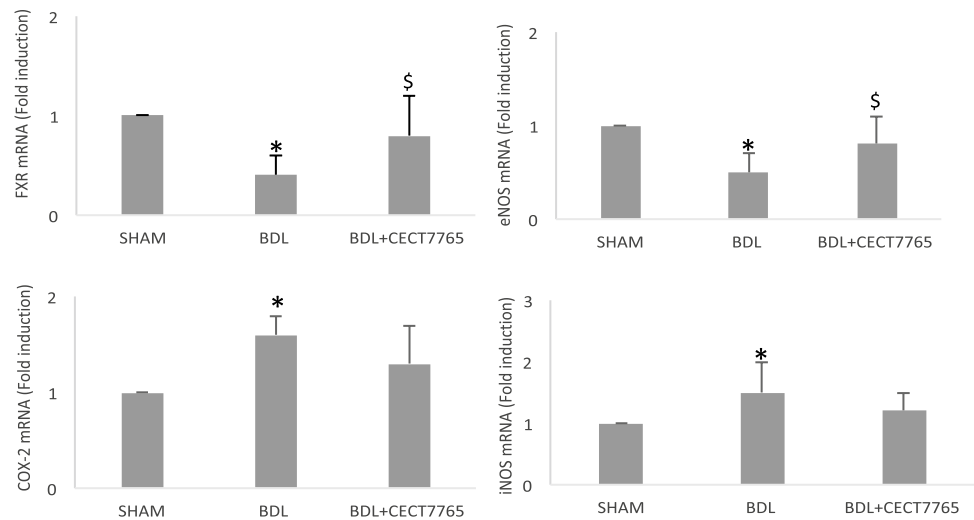 FXR mRNA (Fold induction)
2
1
0
*
$
SHAM BDL BDL+CECT7765
eNOS mRNA (Fold induction)
2
1
0
*
$
SHAM BDL BDL+CECT7765
COX-2 mRNA (Fold induction)
2
1
0
*
SHAM BDL BDL+CECT7765
iNOS mRNA (Fold induction)
3
2
1
0
*
SHAM BDL BDL+CECT7765